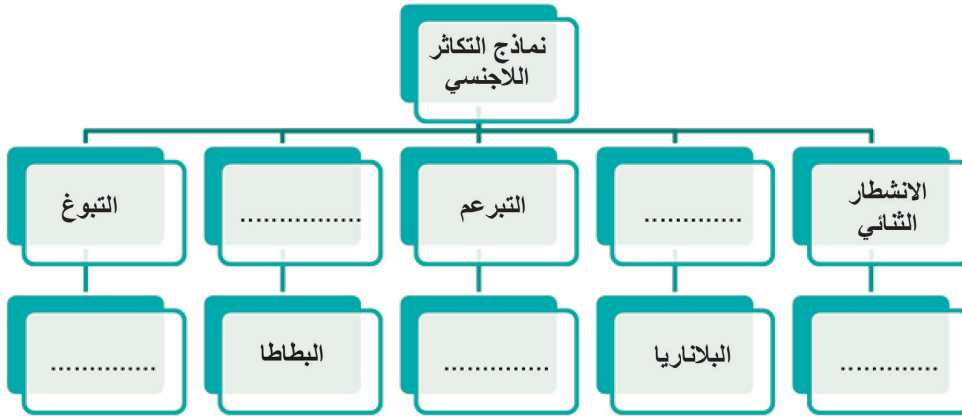 نماذج التكاثر
اللاجنسي
الانشطار
الثنائي
..............
التبرعم
.................
التبوغ
..............
البلاناريا
..............
البطاطا
..............